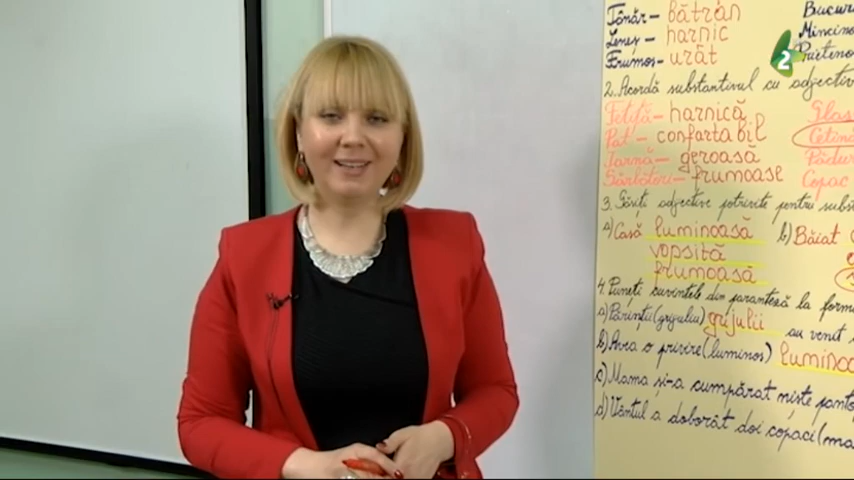 Tânăr- bătrân
Leneș- harnic
Frumos- urât
Bucur
Mincino
Prieteno
2
2. Acordă substantivul cu adjectiv
Fetiță- harnică
Pat- confortabil
Iarnă- geroasă
Sărbători- frumoase
Glas
Cetin
Pădur
Copac
3. Găsiți adjective potrivite pentru subst
a) Casă luminoasă
vopsită
frumoasă
b) Băiat
4. Puneți cuvintele din paranteză la form
a) Părinții (grijuliu) grijulii au venit
b) Avea o privire (luminos) luminoa
c) Mama și-a cumpărat niște panto
d) Vântul a doborât doi copaci (ma